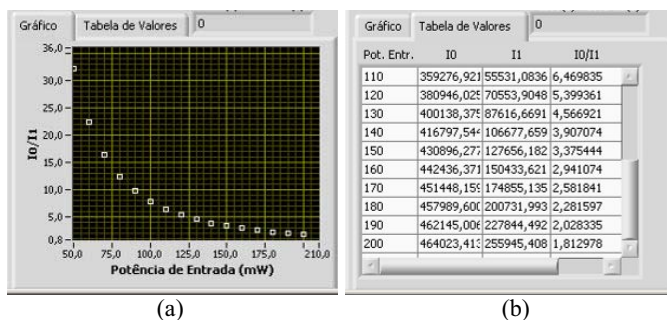 Gráfico Tabela de Valores 0
36,0
30,0
25,0
20,0
15,0
10,0
5,0
0,8
I0/I1
50,0 75,0 100,0 125,0 150,0 175,0 210,0
Potência de Entrada (mW)
(a)
Gráfico Tabela de Valores 0
Pot. Entr. I0 I1 I0/I1
110 359276,921 55531,0836 6,469835
120 380946,025 70553,9048 5,399361
130 400138,375 87616,6691 4,566921
140 416797,544 106677,659 3,907074
150 430896,277 127656,182 3,375444
160 442436,371 150433,621 2,941074
170 451448,159 174855,135 2,581841
180 457989,600 200731,993 2,281597
190 462145,006 227844,492 2,028335
200 464023,413 255945,408 1,812978
(b)